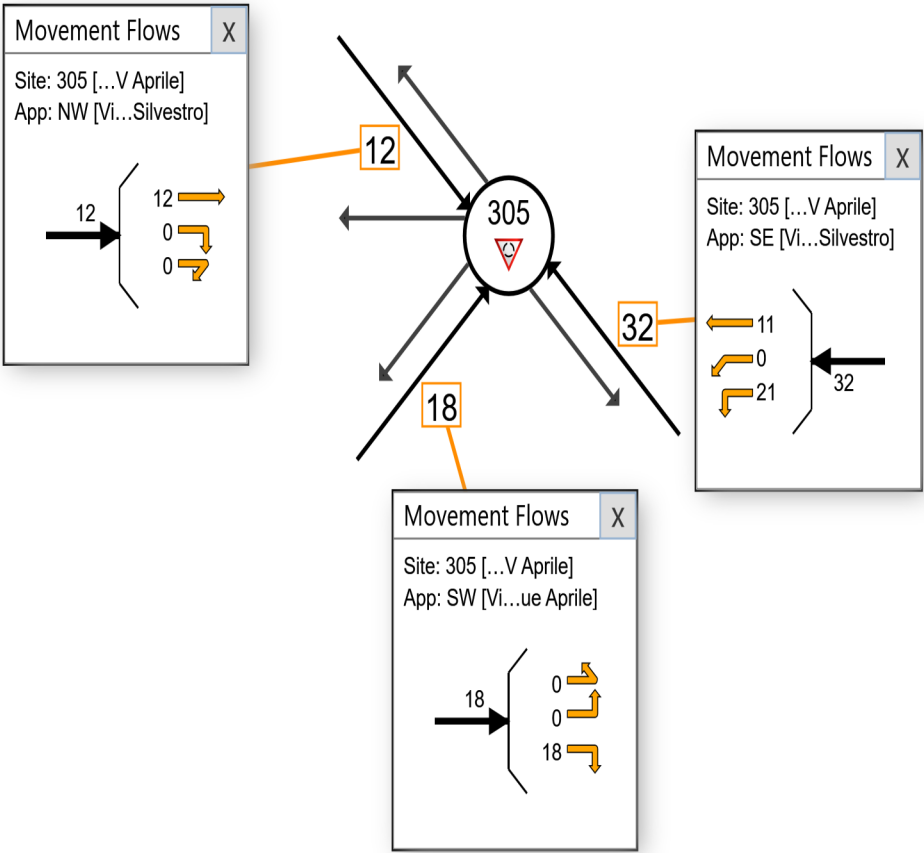 Movement Flows X
Site: 305 [...V Aprile]
App: NW [Vi...Silvestro]
12
12
0
0
12
305
Movement Flows X
Site: 305 [...V Aprile]
App: SE [Vi...Silvestro]
11
0
21
32
32
18
Movement Flows X
Site: 305 [...V Aprile]
App: SW [Vi...ue Aprile]
18
0
0
18